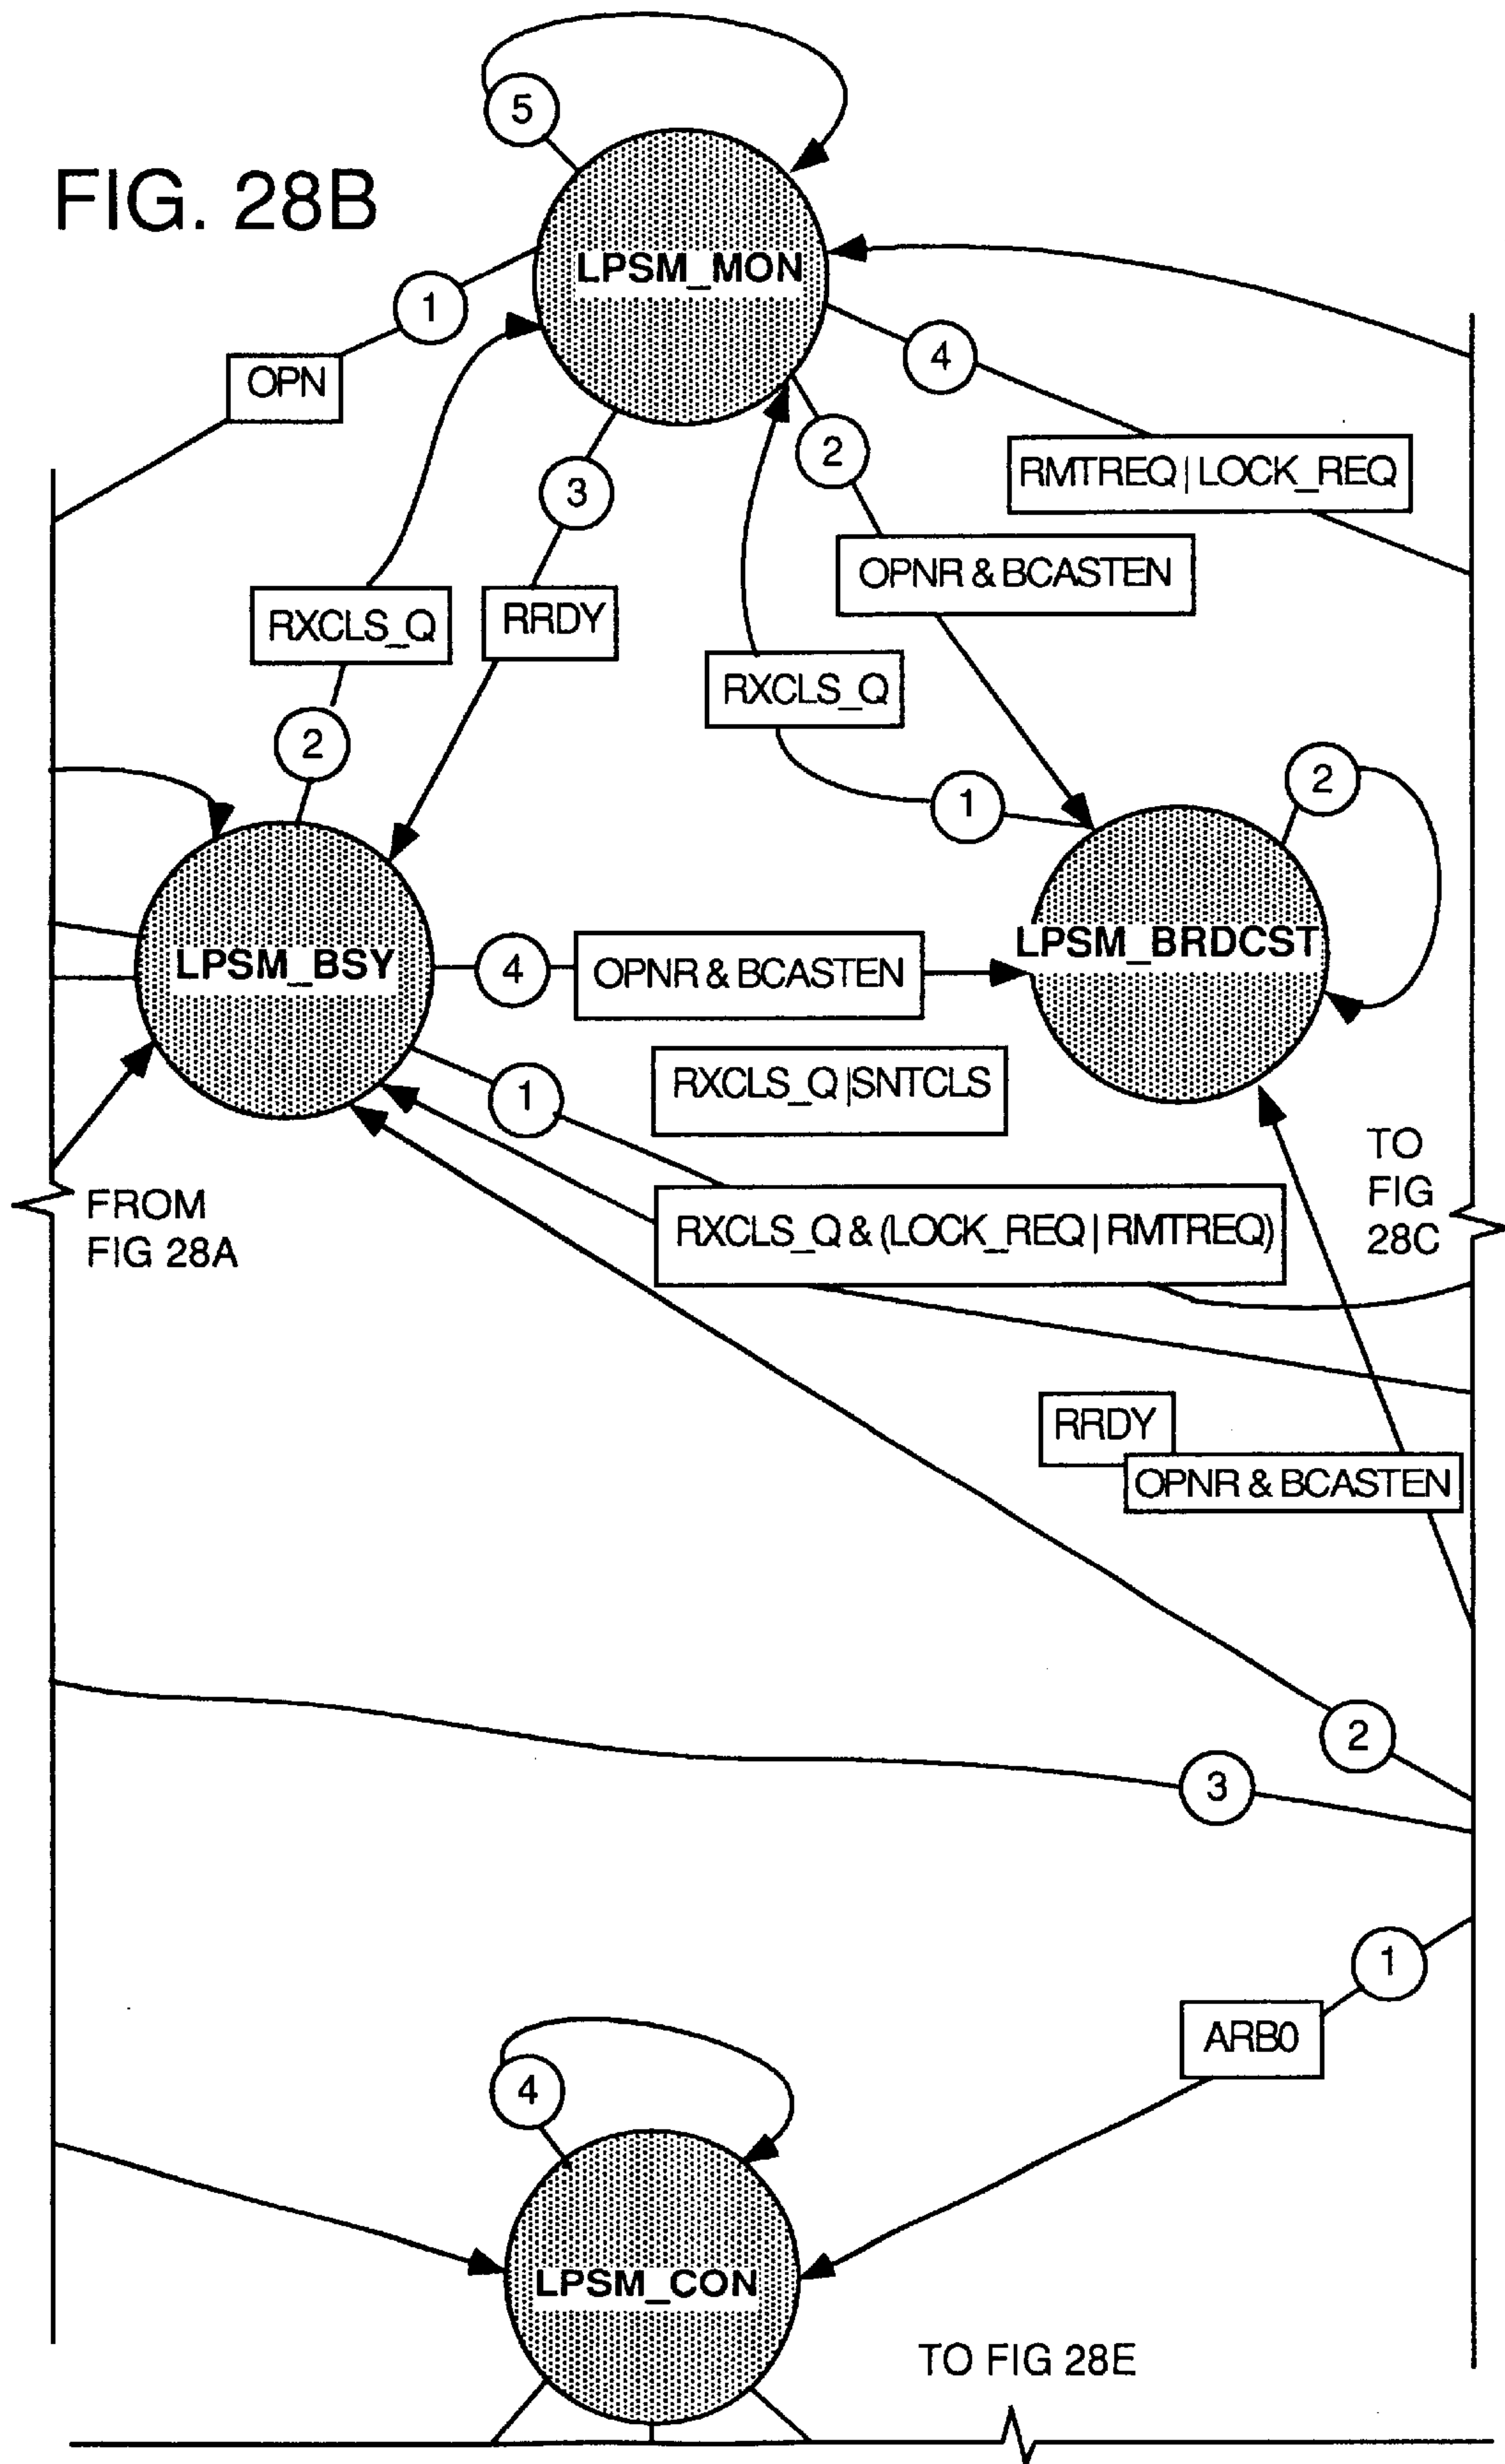 5
FIG. 28B
LPSM_MON
1
4
OPN
2
RMTREQ | LOCK_REQ
3
OPNR & BCASTEN
RXCLS_Q
RRDY
RXCLS_Q
2
2
1
LPSM_BSY
4
OPNR & BCASTEN
LPSM_BRDCST
RXCLS_Q | SNTCLS
1
TO
FIG
28C
FROM
FIG 28A
RXCLS_Q & (LOCK_REQ | RMTREQ)
RRDY
OPNR & BCASTEN
2
3
1
ARB0
4
LPSM_CON
TO FIG 28E